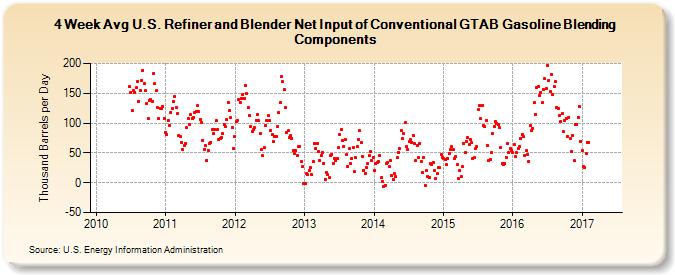 4 Week Avg U.S. Refiner and Blender Net Input of Conventional GTAB Gasoline Blending
Components
Thousand Barrels per Day
200
150
100
50
0
-50
2010 2011 2012 2013 2014 2015 2016 2017
Source: U.S. Energy Information Administration